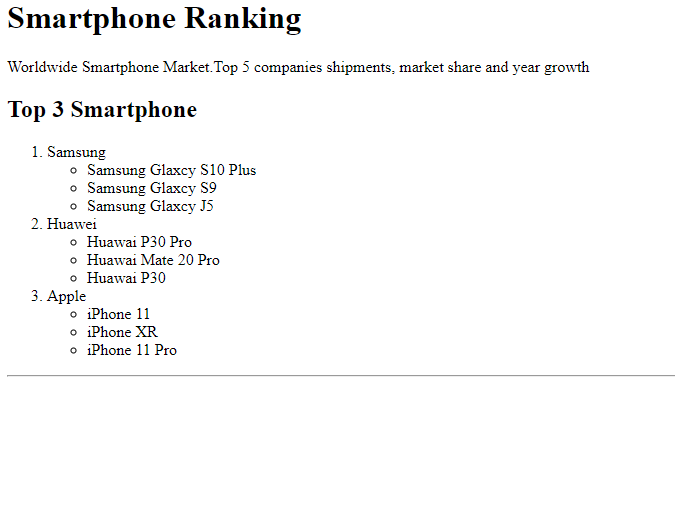 Smartphone Ranking
Worldwide Smartphone Market.Top 5 companies shipments, market share and year growth
Top 3 Smartphone
1. Samsung
Samsung Glaxcy S10 Plus
Samsung Glaxcy S9
Samsung Glaxcy J5
2. Huawei
Huawai P30 Pro
Huawai Mate 20 Pro
Huawai P30
3. Apple
iPhone 11
iPhone XR
iPhone 11 Pro